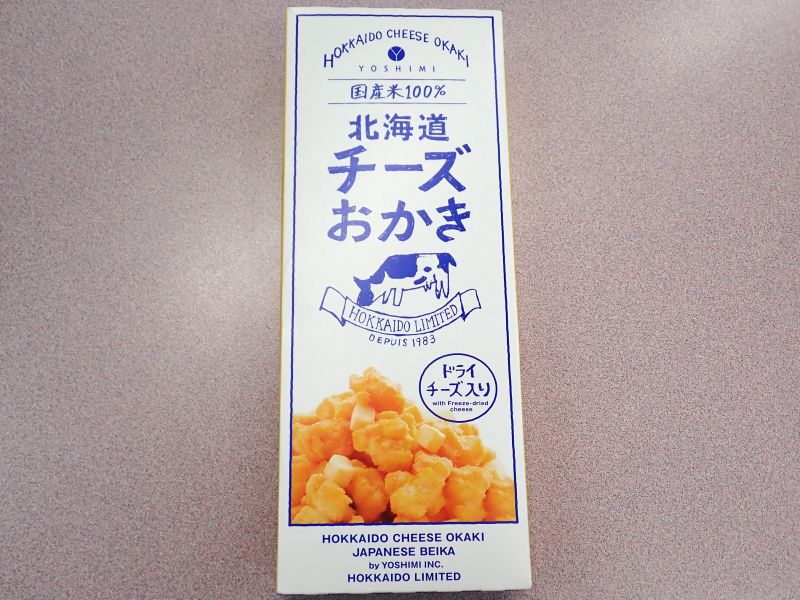 HOKKAIDO CHEESE OKAKI
YOSHIMI
国産米100%
北海道
チーズ
おかき
HOKKAIDO LIMITED
DEPUIS 1983
ドライ
チーズ入り
with Freeze-dried
cheese
HOKKAIDO CHEESE OKAKI
JAPANESE BEIKA
by YOSHIMI INC.
HOKKAIDO LIMITED